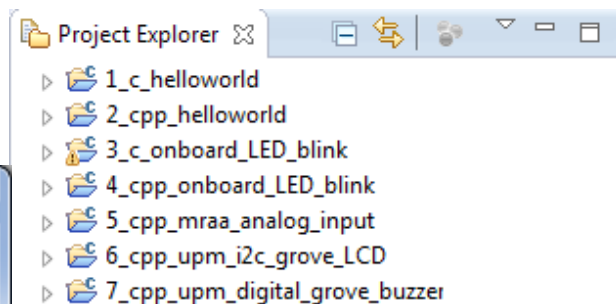 Project Explorer
1_c_helloworld
2_cpp_helloworld
3_c_onboard_LED_blink
4_cpp_onboard_LED_blink
5_cpp_mraa_analog_input
6_cpp_upm_i2c_grove_LCD
7_cpp_upm_digital_grove_buzzer